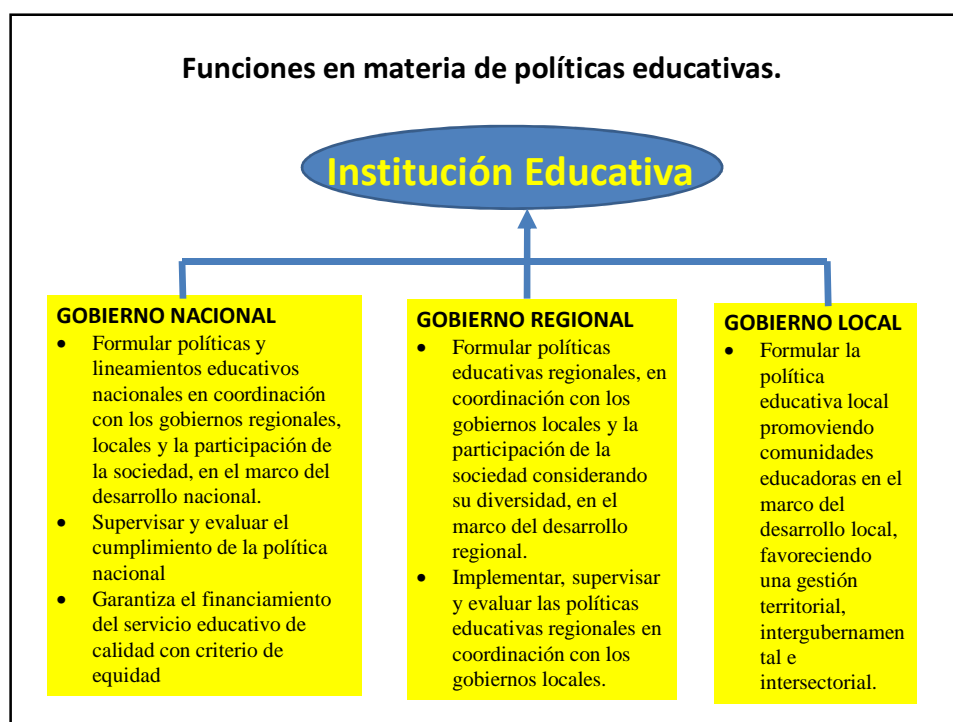 Funciones en materia de políticas educativas.
Institución Educativa
GOBIERNO NACIONAL
• Formular políticas y
lineamientos educativos
nacionales en coordinación
con los gobiernos regionales,
locales y la participación de
la sociedad, en el marco del
desarrollo nacional.
• Supervisar y evaluar el
cumplimiento de la política
nacional
• Garantiza el financiamiento
del servicio educativo de
calidad con criterio de
equidad
GOBIERNO REGIONAL
• Formular políticas
educativas regionales, en
coordinación con los
gobiernos locales y la
participación de la
sociedad considerando
su diversidad, en el
marco del desarrollo
regional.
• Implementar, supervisar
y evaluar las políticas
educativas regionales en
coordinación con los
gobiernos locales.
GOBIERNO LOCAL
• Formular la
política
educativa local
promoviendo
comunidades
educadoras en el
marco del
desarrollo local,
favoreciendo
una gestión
territorial,
intergubernamen
tal e
intersectorial.